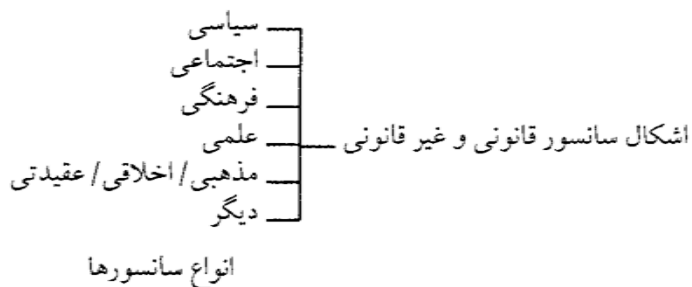 سیاسی
اجتماعی
فرهنگی
علمی
اشکال سانسور قانونی و غیر قانونی
مذهبی/ اخلاقی/ عقیدتی
دیگر
انواع سانسورها